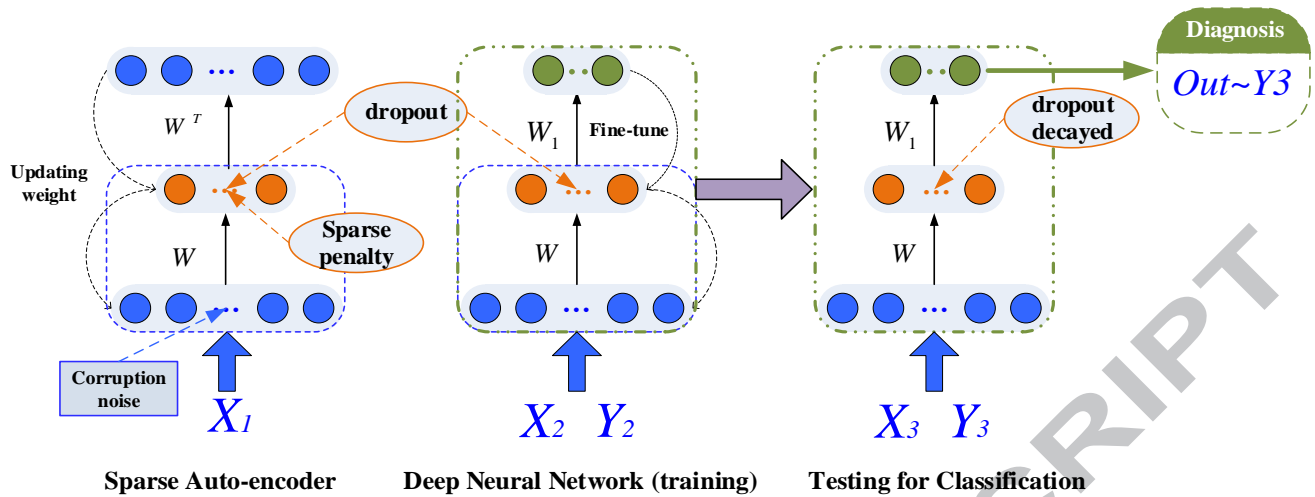 Diagnosis
Out~Y3
dropout
dropout
decayed
W T
W1
Fine-tune
W1
Updating
weight
Sparse
penalty
W
W
W
Corruption
noise
X1
X2 Y2
X3 Y3
Sparse Auto-encoder
Deep Neural Network (training)
Testing for Classification